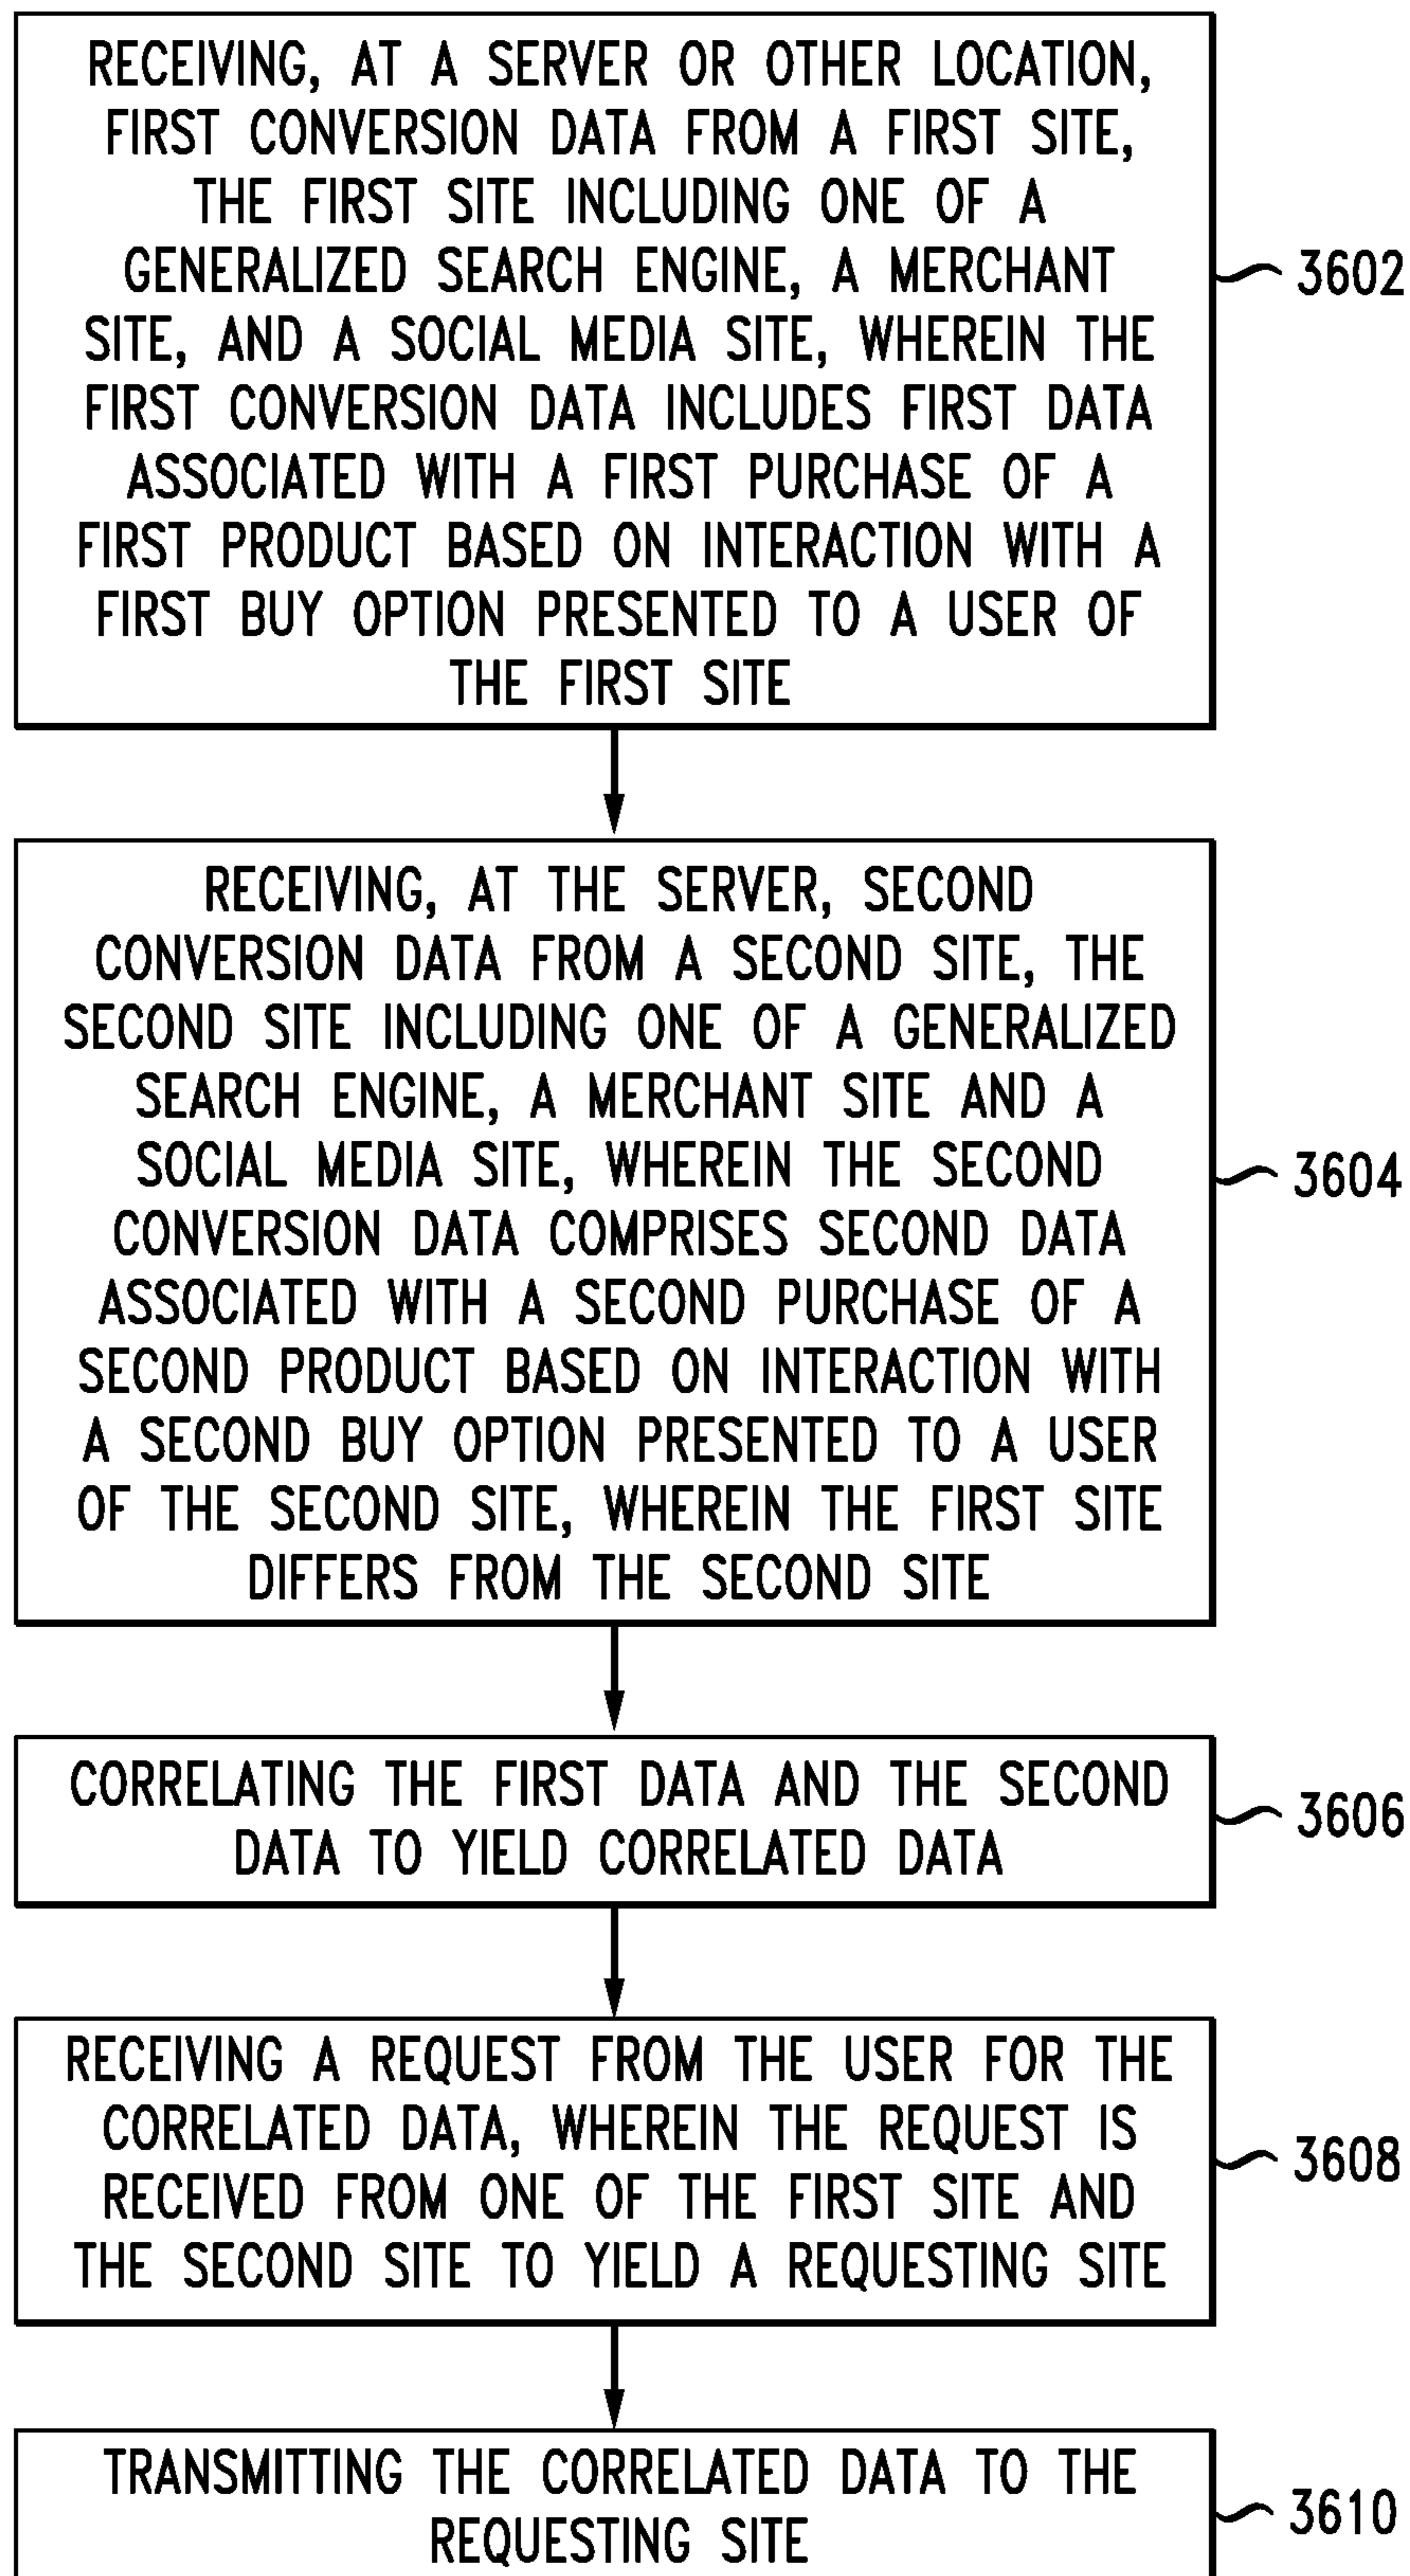 RECEIVING, AT A SERVER OR OTHER LOCATION,
FIRST CONVERSION DATA FROM A FIRST SITE,
THE FIRST SITE INCLUDING ONE OF A
GENERALIZED SEARCH ENGINE, A MERCHANT
SITE, AND A SOCIAL MEDIA SITE, WHEREIN THE
FIRST CONVERSION DATA INCLUDES FIRST DATA
ASSOCIATED WITH A FIRST PURCHASE OF A
FIRST PRODUCT BASED ON INTERACTION WITH A
FIRST BUY OPTION PRESENTED TO A USER OF
THE FIRST SITE
3602
RECEIVING, AT THE SERVER, SECOND
CONVERSION DATA FROM A SECOND SITE, THE
SECOND SITE INCLUDING ONE OF A GENERALIZED
SEARCH ENGINE, A MERCHANT SITE AND A
SOCIAL MEDIA SITE, WHEREIN THE SECOND
CONVERSION DATA COMPRISES SECOND DATA
ASSOCIATED WITH A SECOND PURCHASE OF A
SECOND PRODUCT BASED ON INTERACTION WITH
A SECOND BUY OPTION PRESENTED TO A USER
OF THE SECOND SITE, WHEREIN THE FIRST SITE
DIFFERS FROM THE SECOND SITE
3604
CORRELATING THE FIRST DATA AND THE SECOND
DATA TO YIELD CORRELATED DATA
3606
RECEIVING A REQUEST FROM THE USER FOR THE
CORRELATED DATA, WHEREIN THE REQUEST IS
RECEIVED FROM ONE OF THE FIRST SITE AND
THE SECOND SITE TO YIELD A REQUESTING SITE
3608
TRANSMITTING THE CORRELATED DATA TO THE
REQUESTING SITE
3610